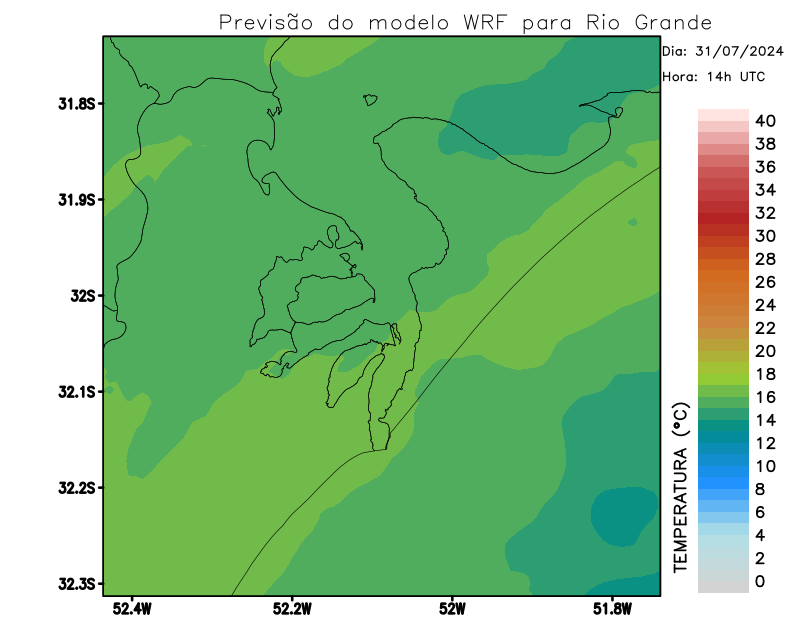 Previsão do modelo WRF para Rio Grande
Dia: 31/07/2024
Hora: 14h UTC
31.8S
31.9S
32S
32.1S
32.2S
32.3S
52.4W
52.2W
52W
51.8W
40
38
36
34
32
30
28
26
24
22
20
18
16
14
12
10
8
6
4
2
0
TEMPERATURA (°C)